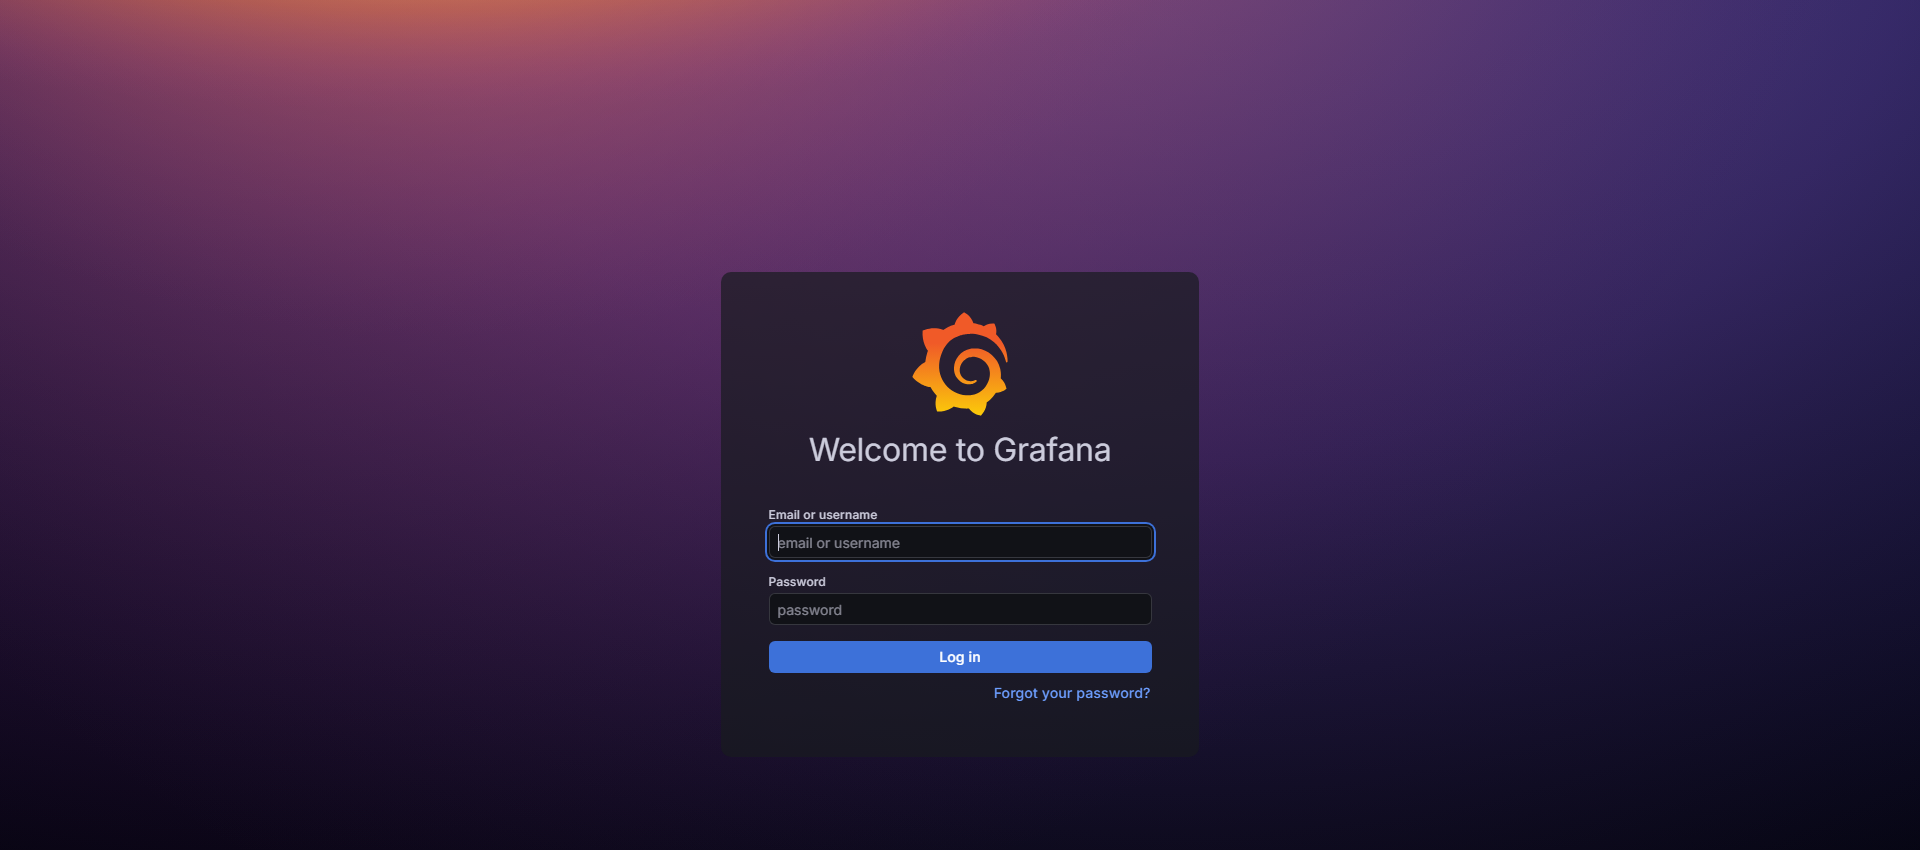 Welcome to Grafana
Email or username
email or username
Password
password
Log in
Forgot your password?